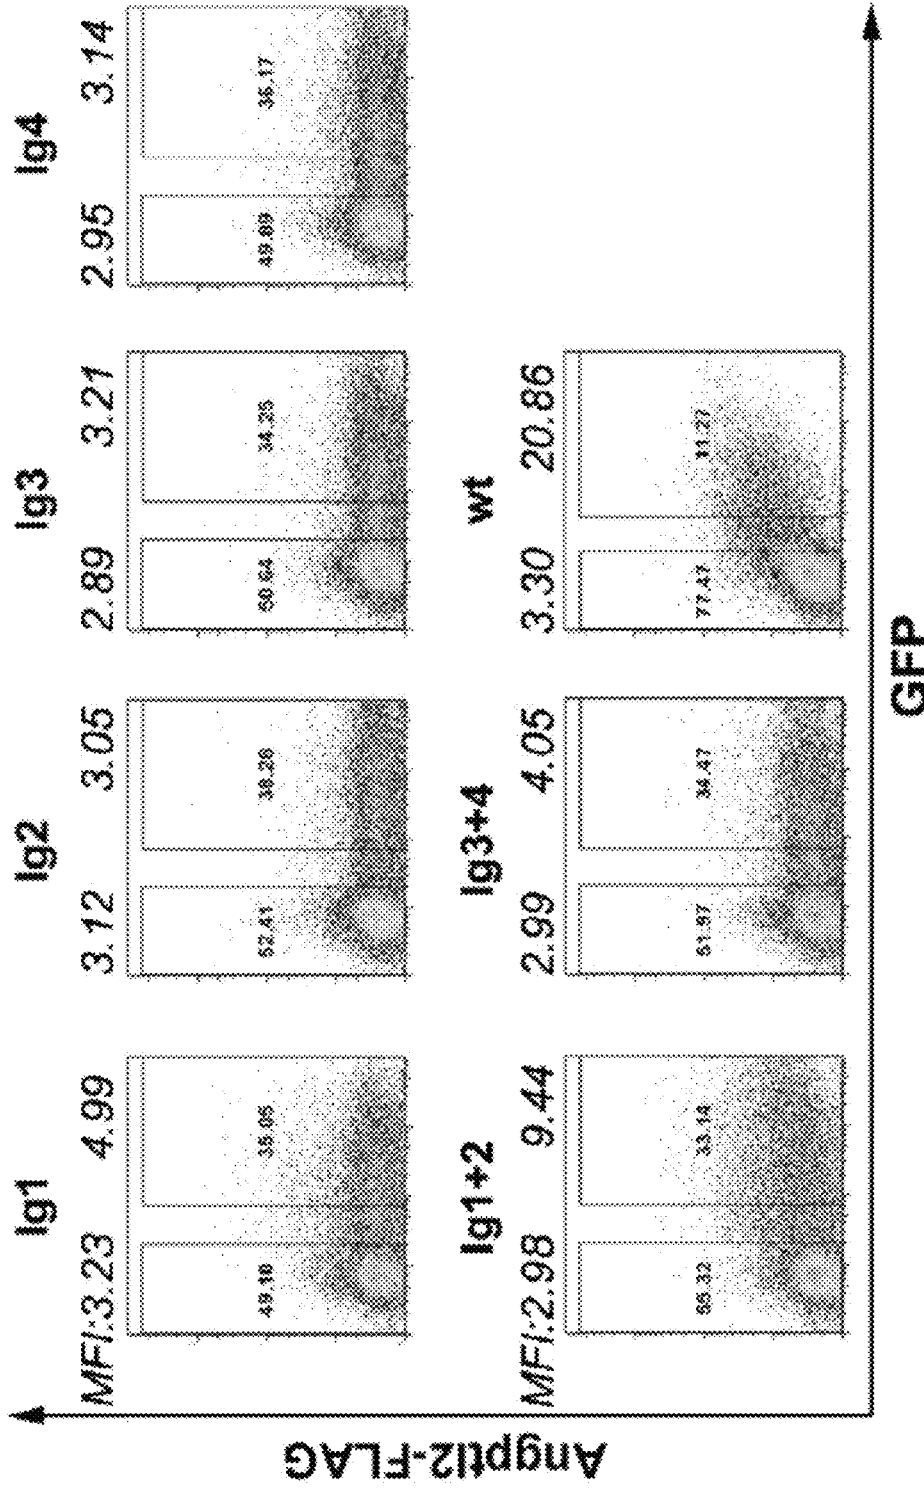 Ig1
Ig2
Ig3
Ig4
MFI:3.23 4.99
3.12 3.05
2.89 3.21
2.95 3.14
49.10 35.05
52.41 38.26
50.64 34.25
49.89 36.17
Ig1+2
Ig3+4
wt
MFI:2.98 9.44
2.99 4.05
3.30 20.86
55.32 33.14
51.97 34.47
77.47 11.27
Angptl2-FLAG
GFP